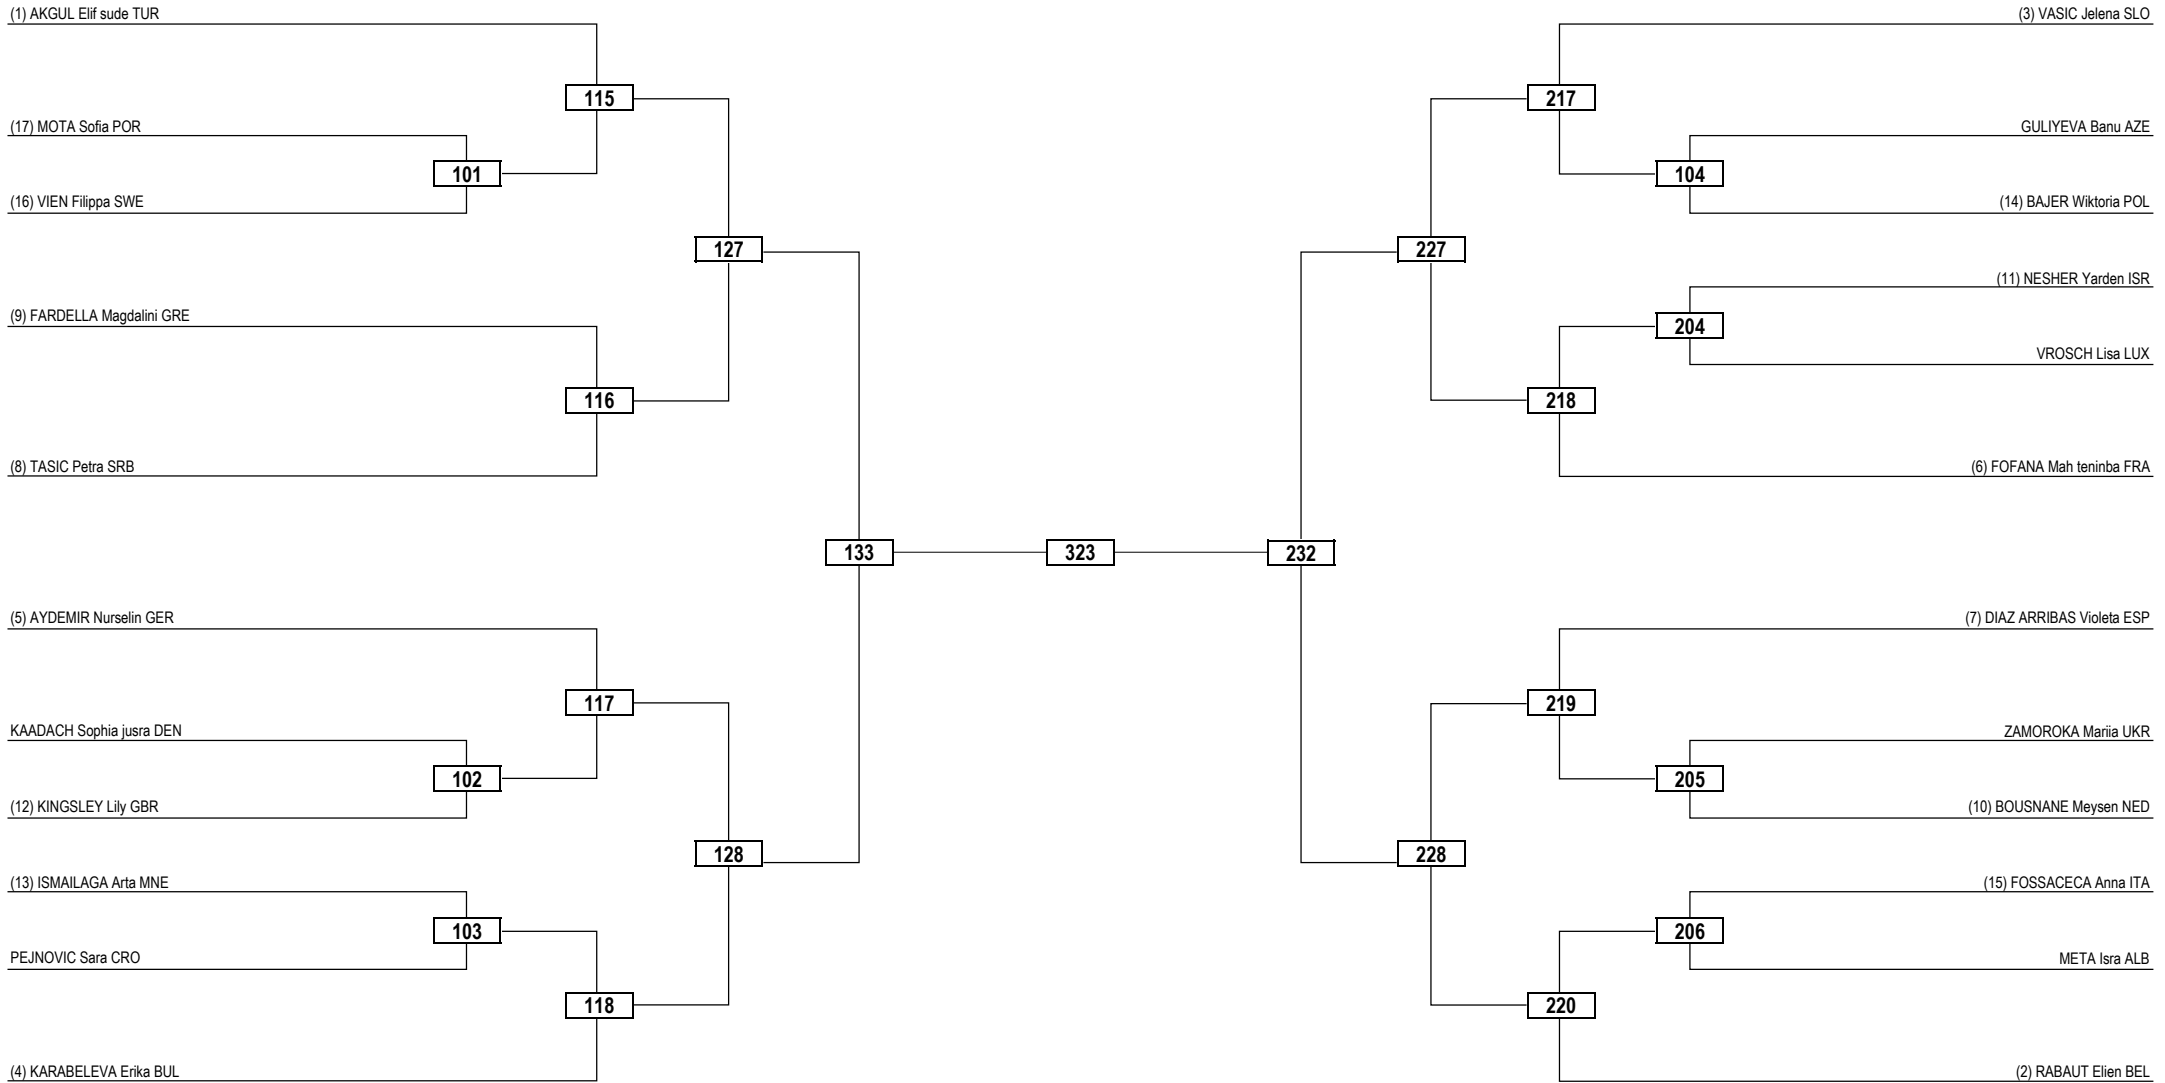 (1) AKGUL Elif sude TUR
(3) VASIC Jelena SLO
115
217
(17) MOTA Sofia POR
GULIYEVA Banu AZE
101
104
(16) VIEN Filippa SWE
(14) BAJER Wiktoria POL
127
227
(11) NESHER Yarden ISR
(9) FARDELLA Magdalini GRE
204
VROSCH Lisa LUX
116
218
(8) TASIC Petra SRB
(6) FOFANA Mah teninba FRA
133
323
232
(5) AYDEMIR Nurselin GER
(7) DIAZ ARRIBAS Violeta ESP
117
219
KAADACH Sophia jusra DEN
ZAMOROKA Mariia UKR
102
205
(12) KINGSLEY Lily GBR
(10) BOUSNANE Meysen NED
128
228
(13) ISMAILAGA Arta MNE
(15) FOSSACECA Anna ITA
103
206
PEJNOVIC Sara CRO
META Isra ALB
118
220
(4) KARABELEVA Erika BUL
(2) RABAUT Elien BEL